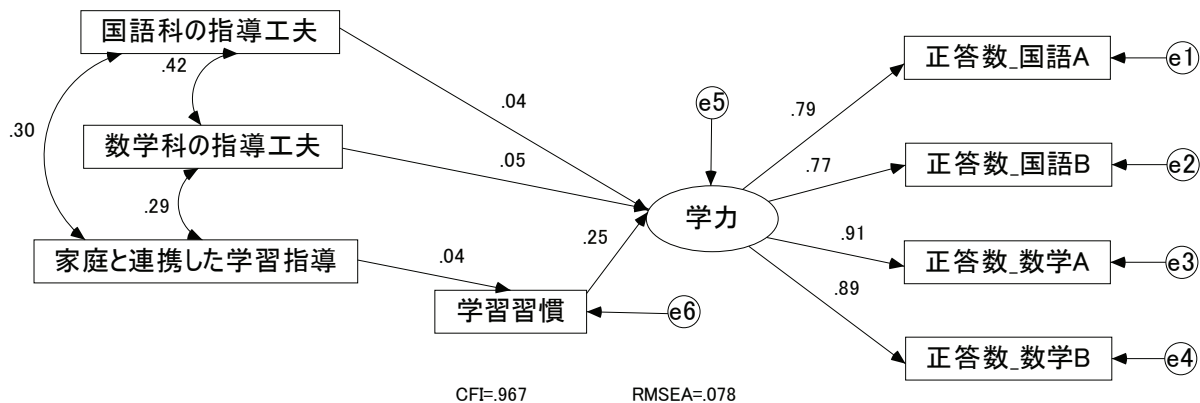 国語科の指導工夫
.42
.30
数学科の指導工夫
.29
家庭と連携した学習指導
.04
.05
.04
学習習慣
.25
e6
e5
学力
.79
.77
.91
.89
正答数_国語A
e1
正答数_国語B
e2
正答数_数学A
e3
正答数_数学B
e4
CFI=.967
RMSEA=.078